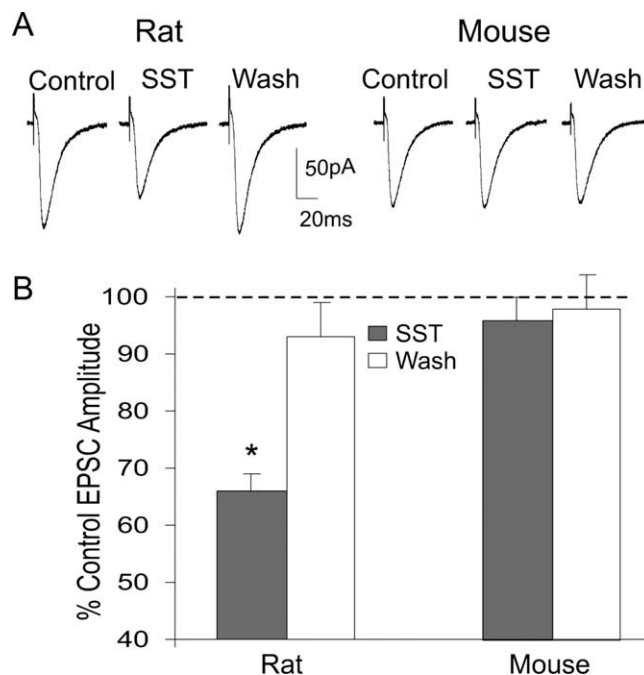 A
Rat Mouse
Control SST Wash Control SST Wash
50pA
20ms
B
% Control EPSC Amplitude
100
90
80
70
60
50
40
SST
Wash
*
Rat Mouse